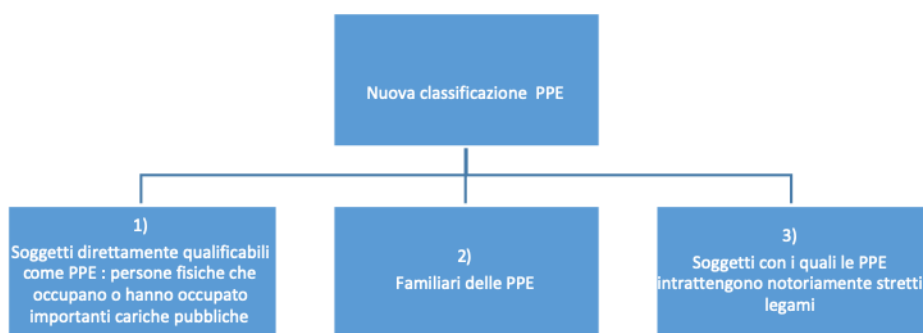 Nuova classificazione PPE
1)
Soggetti direttamente qualificabili
come PPE : persone fisiche che
occupano o hanno occupato
importanti cariche pubbliche
2)
Familiari delle PPE
3)
Soggetti con i quali le PPE
intrattengono notoriamente stretti
legami